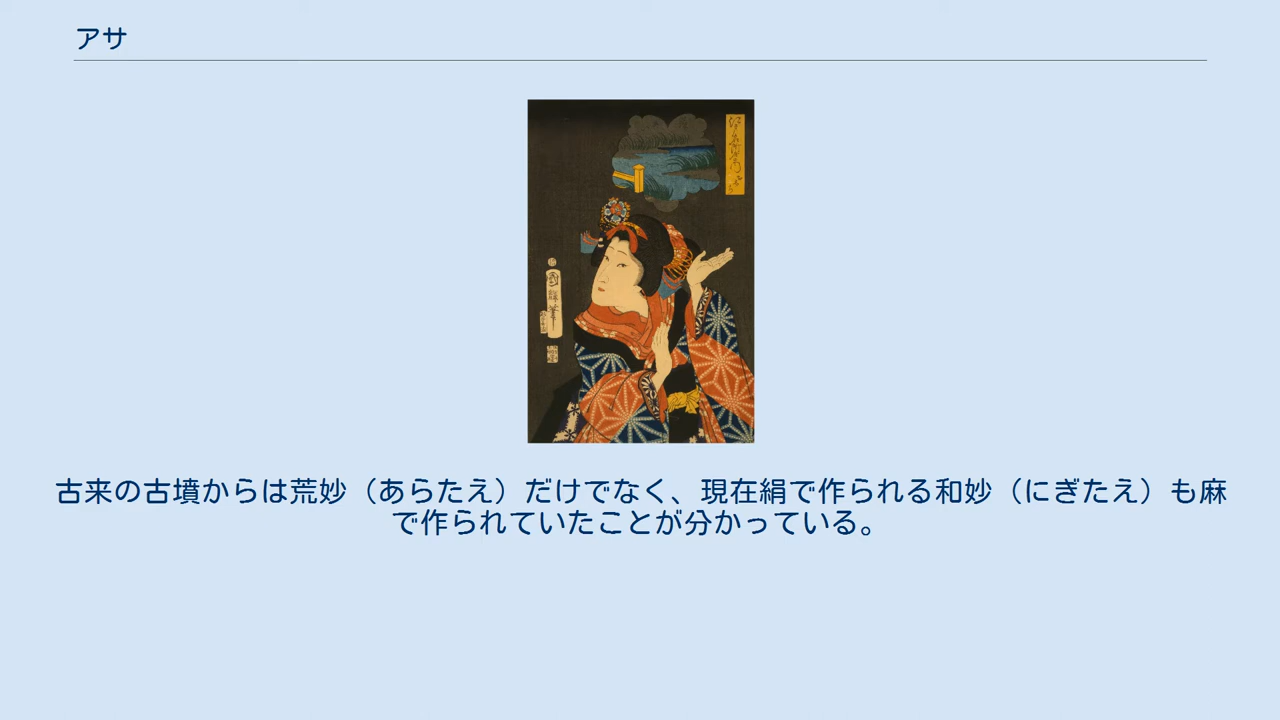 アサ
古来の古墳からは荒妙（あらたえ）だけでなく、現在絹で作られる和妙（にぎたえ）も麻
で作られていたことが分かっている。